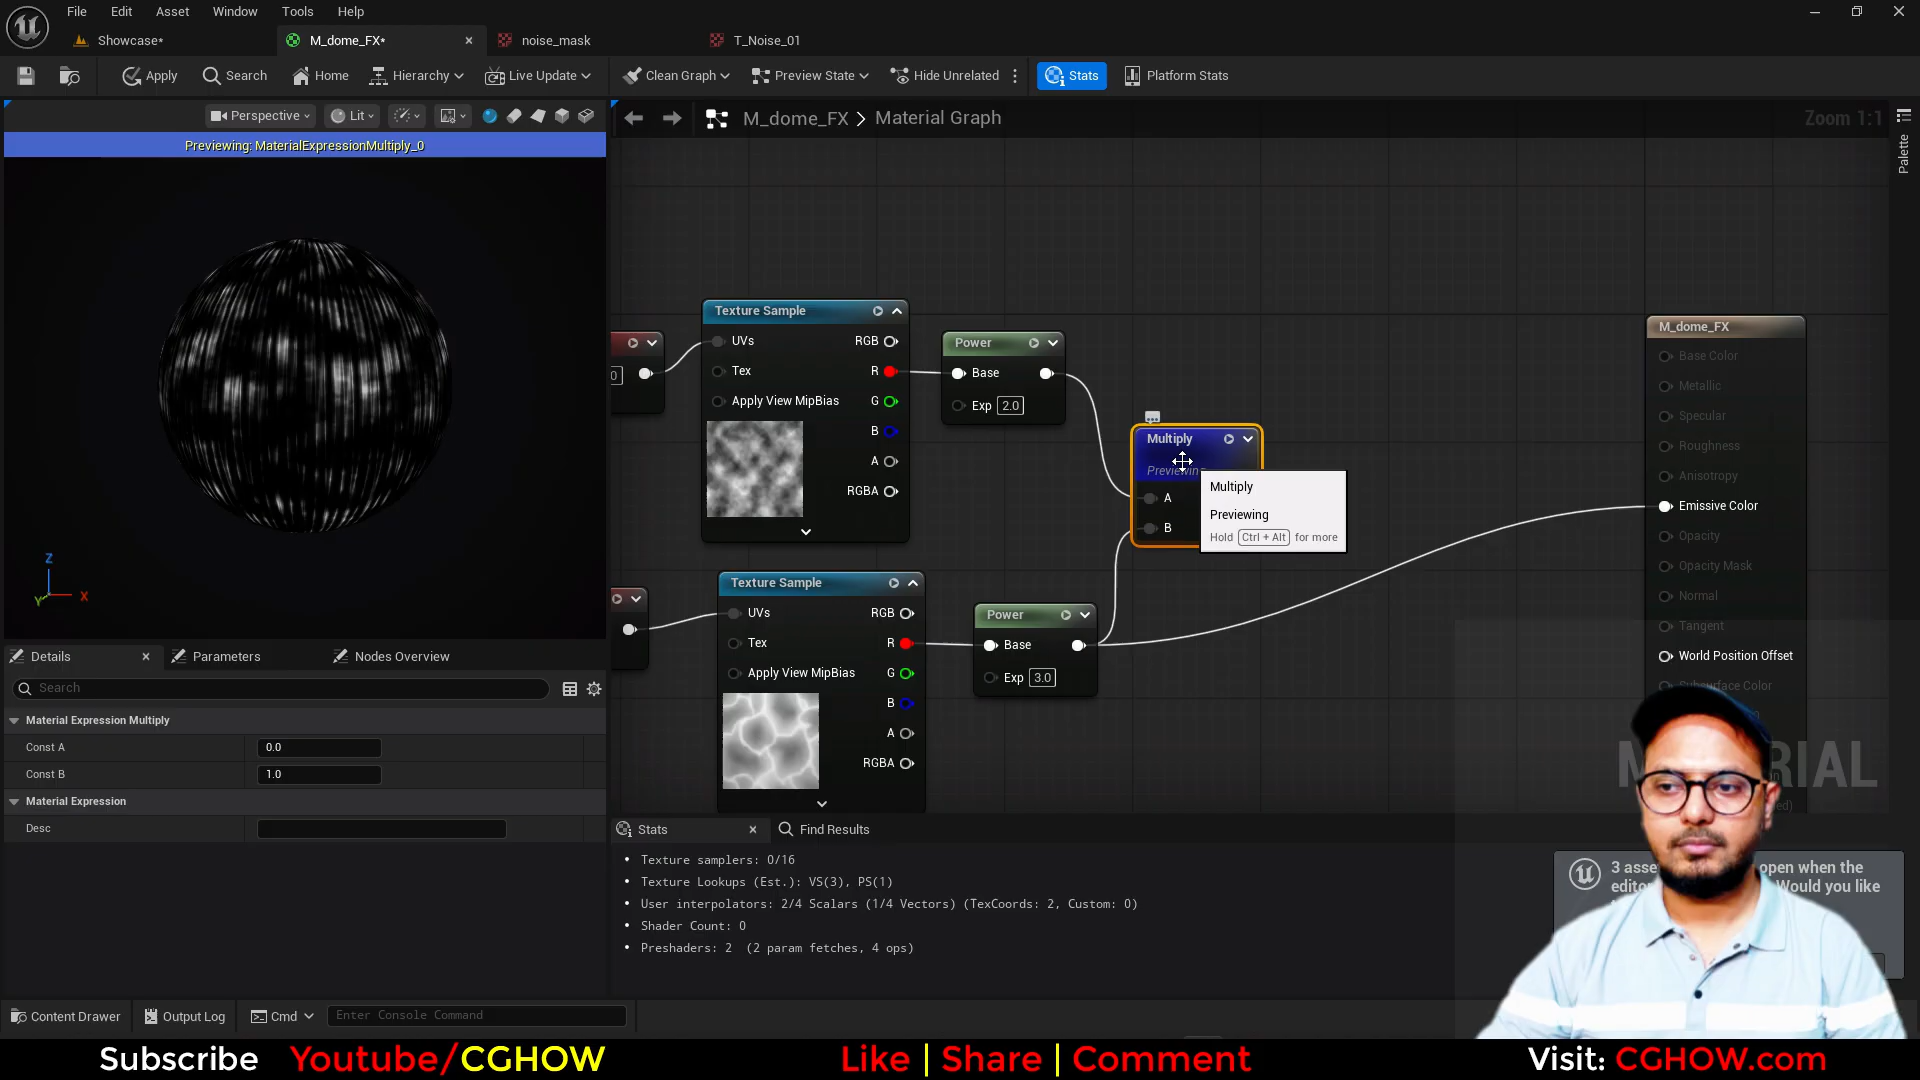 File Edit Asset Window Tools Help
Showcase* M_dome_FX* noise_mask T_Noise_01
Apply Search Home Hierarchy Live Update Clean Graph Preview State Hide Unrelated Stats Platform Stats
Perspective Lit
Previewing: MaterialExpressionMultiply_0
M_dome_FX > Material Graph
Zoom 1:1
Palette
Texture Sample
UVs RGB
Tex R
Apply View MipBias G
B
A
RGBA
Power
Base
Exp 2.0
Multiply
A
B
Multiply
Previewing
Hold Ctrl + Alt for more
Texture Sample
UVs RGB
Tex R
Apply View MipBias G
B
A
RGBA
Power
Base
Exp 3.0
M_dome_FX
Base Color
Metallic
Specular
Roughness
Anisotropy
Emissive Color
Opacity
Opacity Mask
Normal
Tangent
World Position Offset
Subsurface Color
Z
Y X
Details Parameters Nodes Overview
Search
Material Expression Multiply
Const A 0.0
Const B 1.0
Material Expression
Desc
Stats Find Results
Texture samplers: 0/16
Texture Lookups (Est.): VS(3), PS(1)
User interpolators: 2/4 Scalars (1/4 Vectors) (TexCoords: 2, Custom: 0)
Shader Count: 0
Preshaders: 2 (2 param fetches, 4 ops)
open when the
Would you like
Content Drawer Output Log Cmd Enter Console Command
Subscribe Youtube/CGHOW Like | Share | Comment Visit: CGHOW.com